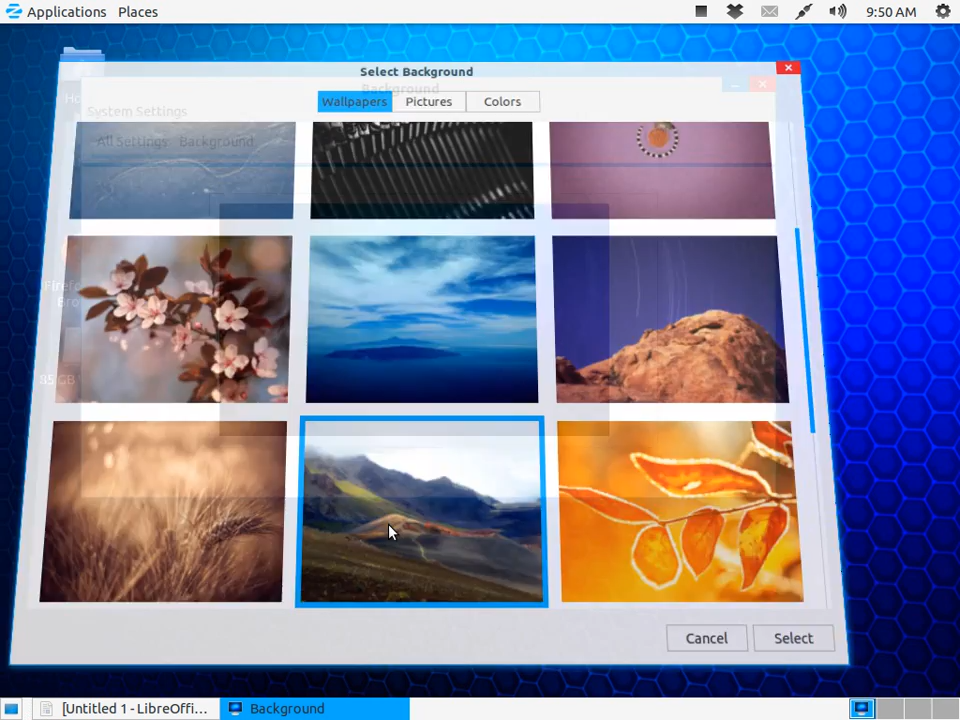 Applications Places 9:50 AM
Select Background
Background
Wallpapers Pictures Colors
System Settings
All Settings Background
Cancel Select
[Untitled 1 - LibreOffi...
Background